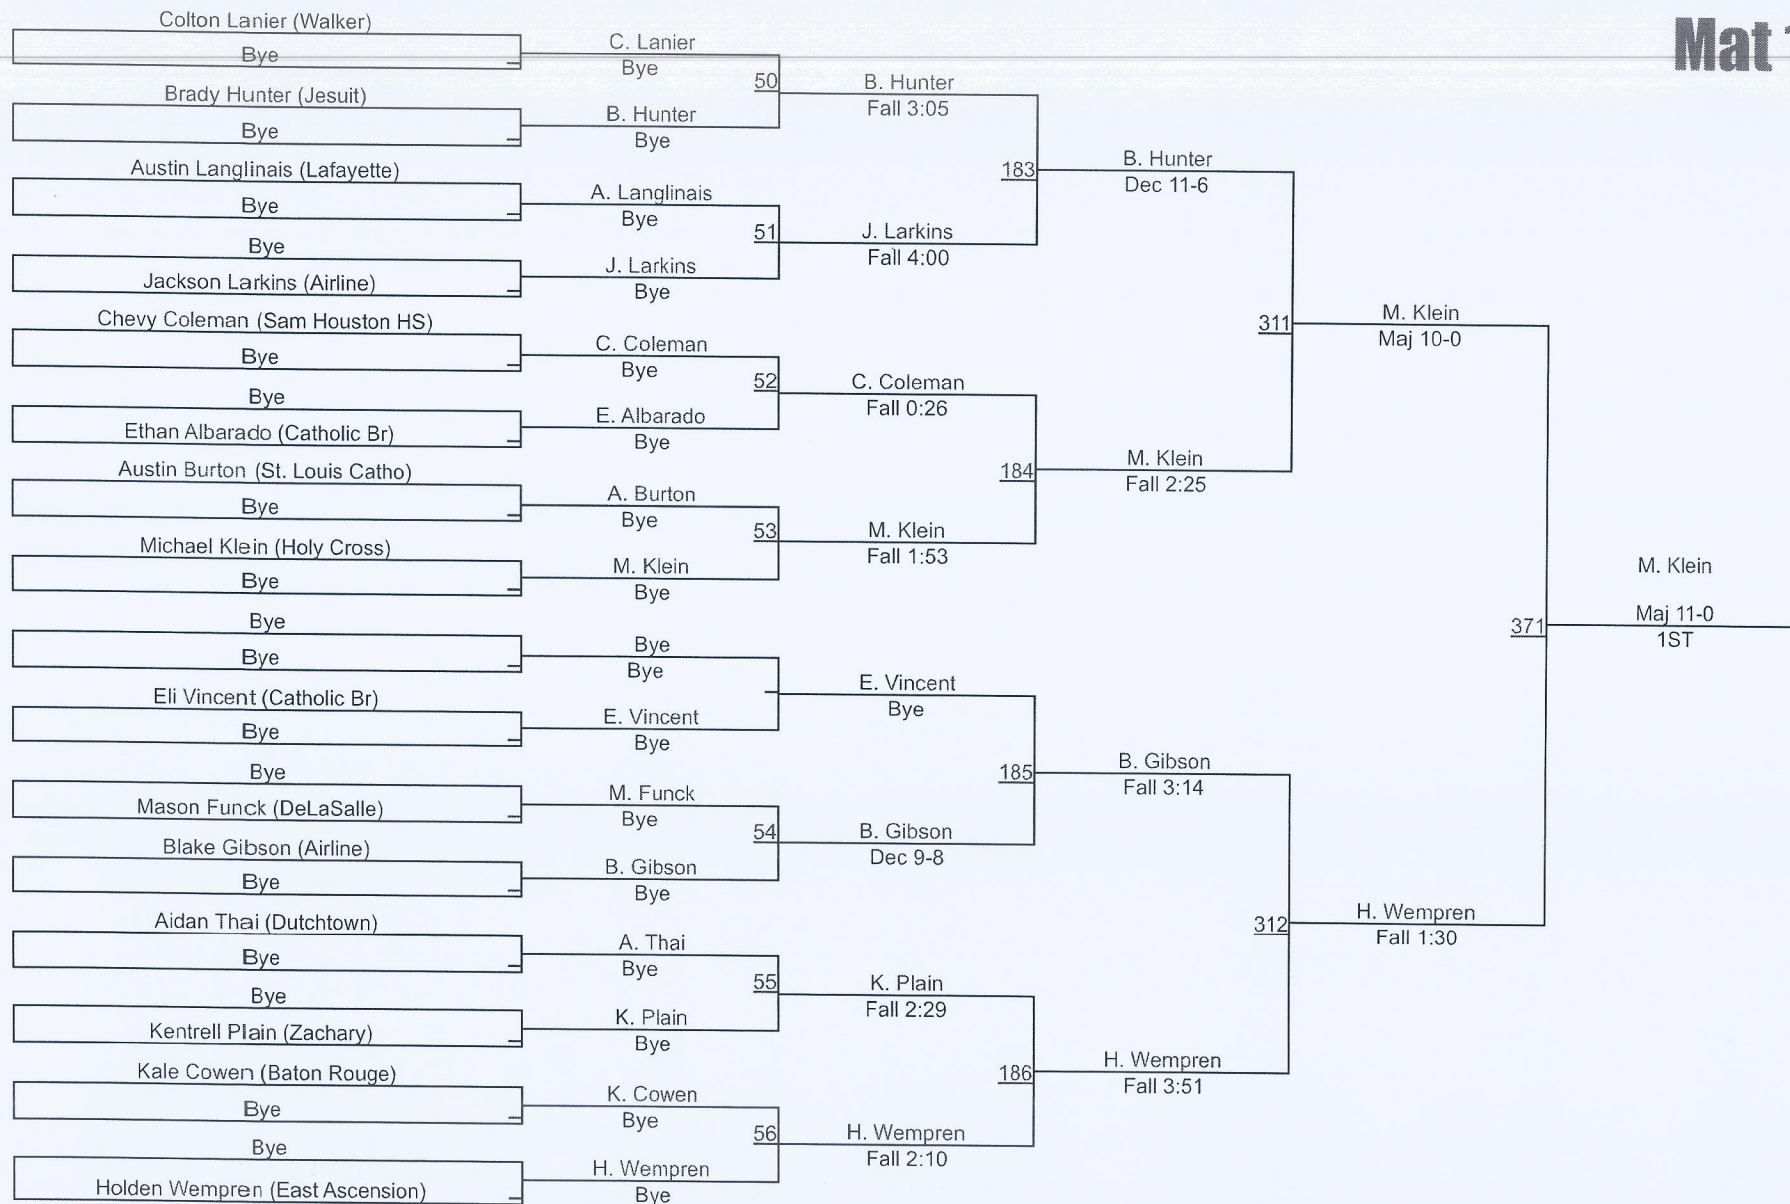 Mat
Colton Lanier (Walker)
Bye
Brady Hunter (Jesuit)
Bye
Austin Langlinais (Lafayette)
Bye
Bye
Jackson Larkins (Airline)
Chevy Coleman (Sam Houston HS)
Bye
Bye
Ethan Albarado (Catholic Br)
Austin Burton (St. Louis Catho)
Bye
Michael Klein (Holy Cross)
Bye
Bye
Bye
Eli Vincent (Catholic Br)
Bye
Bye
Mason Funck (DeLaSalle)
Blake Gibson (Airline)
Bye
Aidan Thai (Dutchtown)
Bye
Bye
Kentrell Plain (Zachary)
Kale Cowen (Baton Rouge)
Bye
Bye
Holden Wempren (East Ascension)
C. Lanier
Bye
50
B. Hunter
Bye
A. Langlinais
Bye
51
J. Larkins
Bye
C. Coleman
Bye
52
E. Albarado
Bye
A. Burton
Bye
53
M. Klein
Bye
Bye
Bye
E. Vincent
Bye
M. Funck
Bye
54
B. Gibson
Bye
A. Thai
Bye
55
K. Plain
Bye
K. Cowen
Bye
56
H. Wempren
Bye
B. Hunter
Fall 3:05
183
J. Larkins
Fall 4:00
C. Coleman
Fall 0:26
184
M. Klein
Fall 1:53
E. Vincent
Bye
185
B. Gibson
Dec 9-8
K. Plain
Fall 2:29
186
H. Wempren
Fall 2:10
B. Hunter
Dec 11-6
311
M. Klein
Fall 2:25
B. Gibson
Fall 3:14
312
H. Wempren
Fall 3:51
M. Klein
Maj 10-0
371
H. Wempren
Fall 1:30
M. Klein
Maj 11-0
1ST